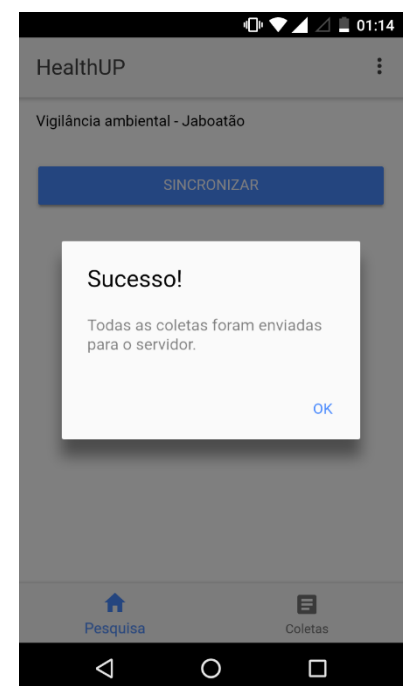 01:14
HealthUP
Vigilância ambiental - Jaboatão
SINCRONIZAR
Sucesso!
Todas as coletas foram enviadas
para o servidor.
OK
Pesquisa
Coletas